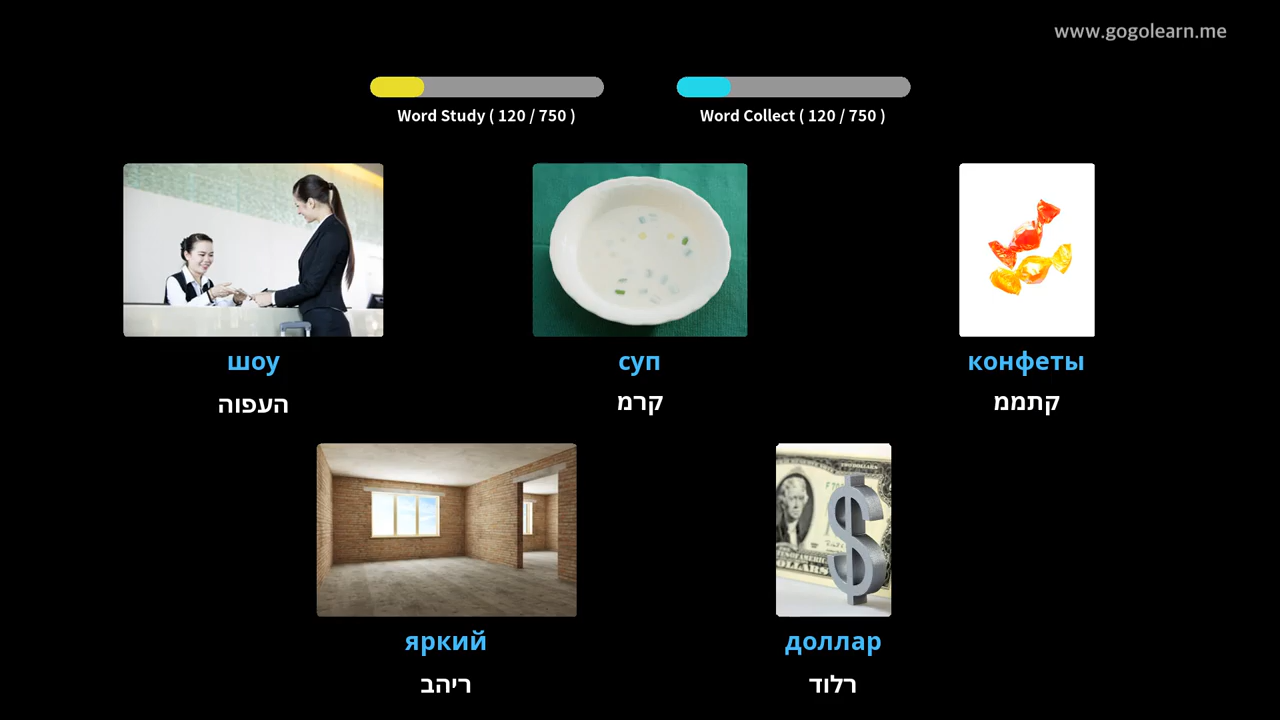 www.gogolearn.me
Word Study ( 120 / 750 )
Word Collect ( 120 / 750 )
шоу
העפוה
суп
קרמ
конфеты
קתממ
яркий
ריהב
доллар
רלוד